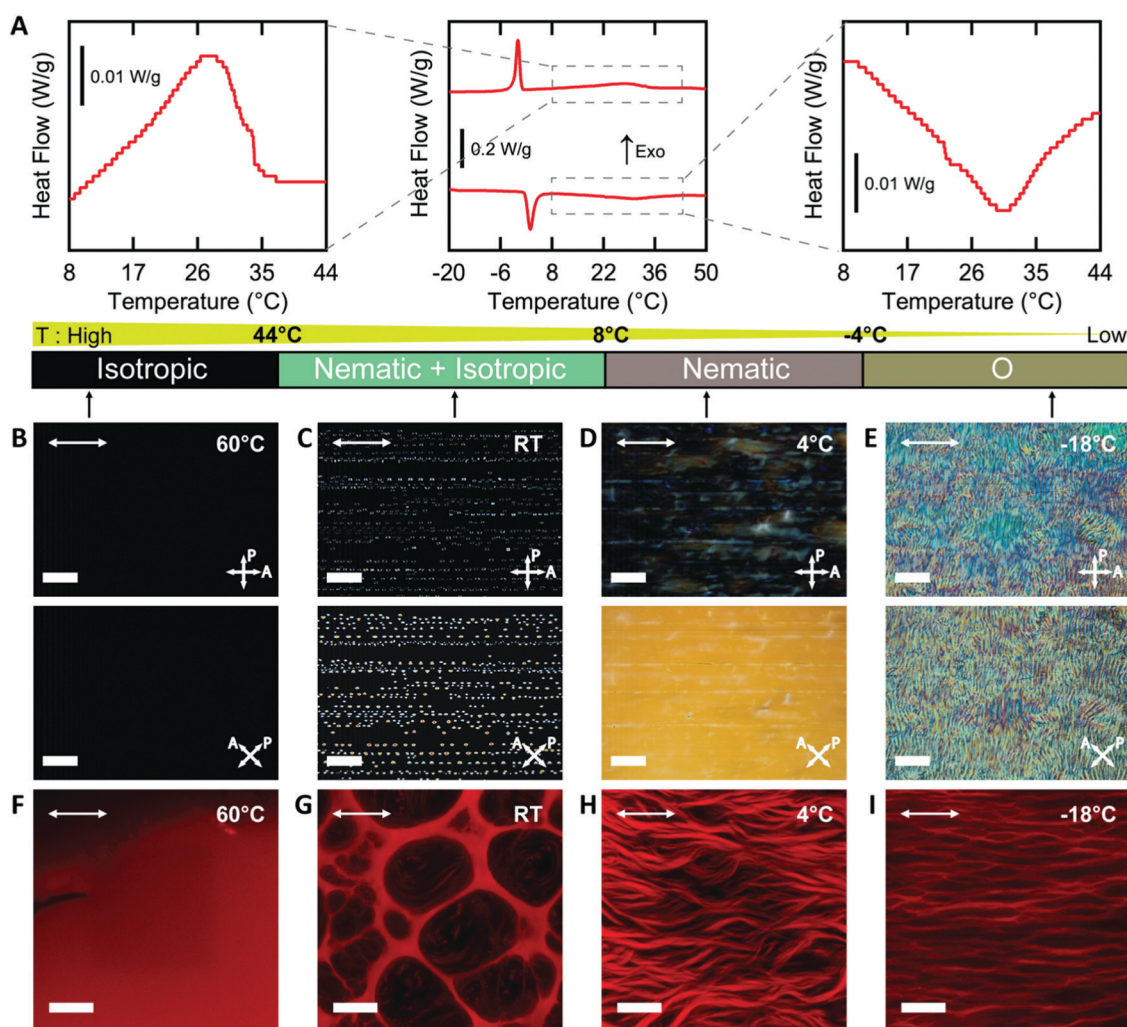 A
Heat Flow (W/g)
0.01 W/g
8 17 26 35 44
Temperature (°C)
Heat Flow (W/g)
0.2 W/g
Exo
-20 -6 8 22 36 50
Temperature (°C)
Heat Flow (W/g)
0.01 W/g
8 17 26 35 44
Temperature (°C)
T : High 44°C 8°C -4°C Low
Isotropic Nematic + Isotropic Nematic O
B 60°C C RT D 4°C E -18°C
P A P A P A P A
A P A P A P A P
F 60°C G RT H 4°C I -18°C